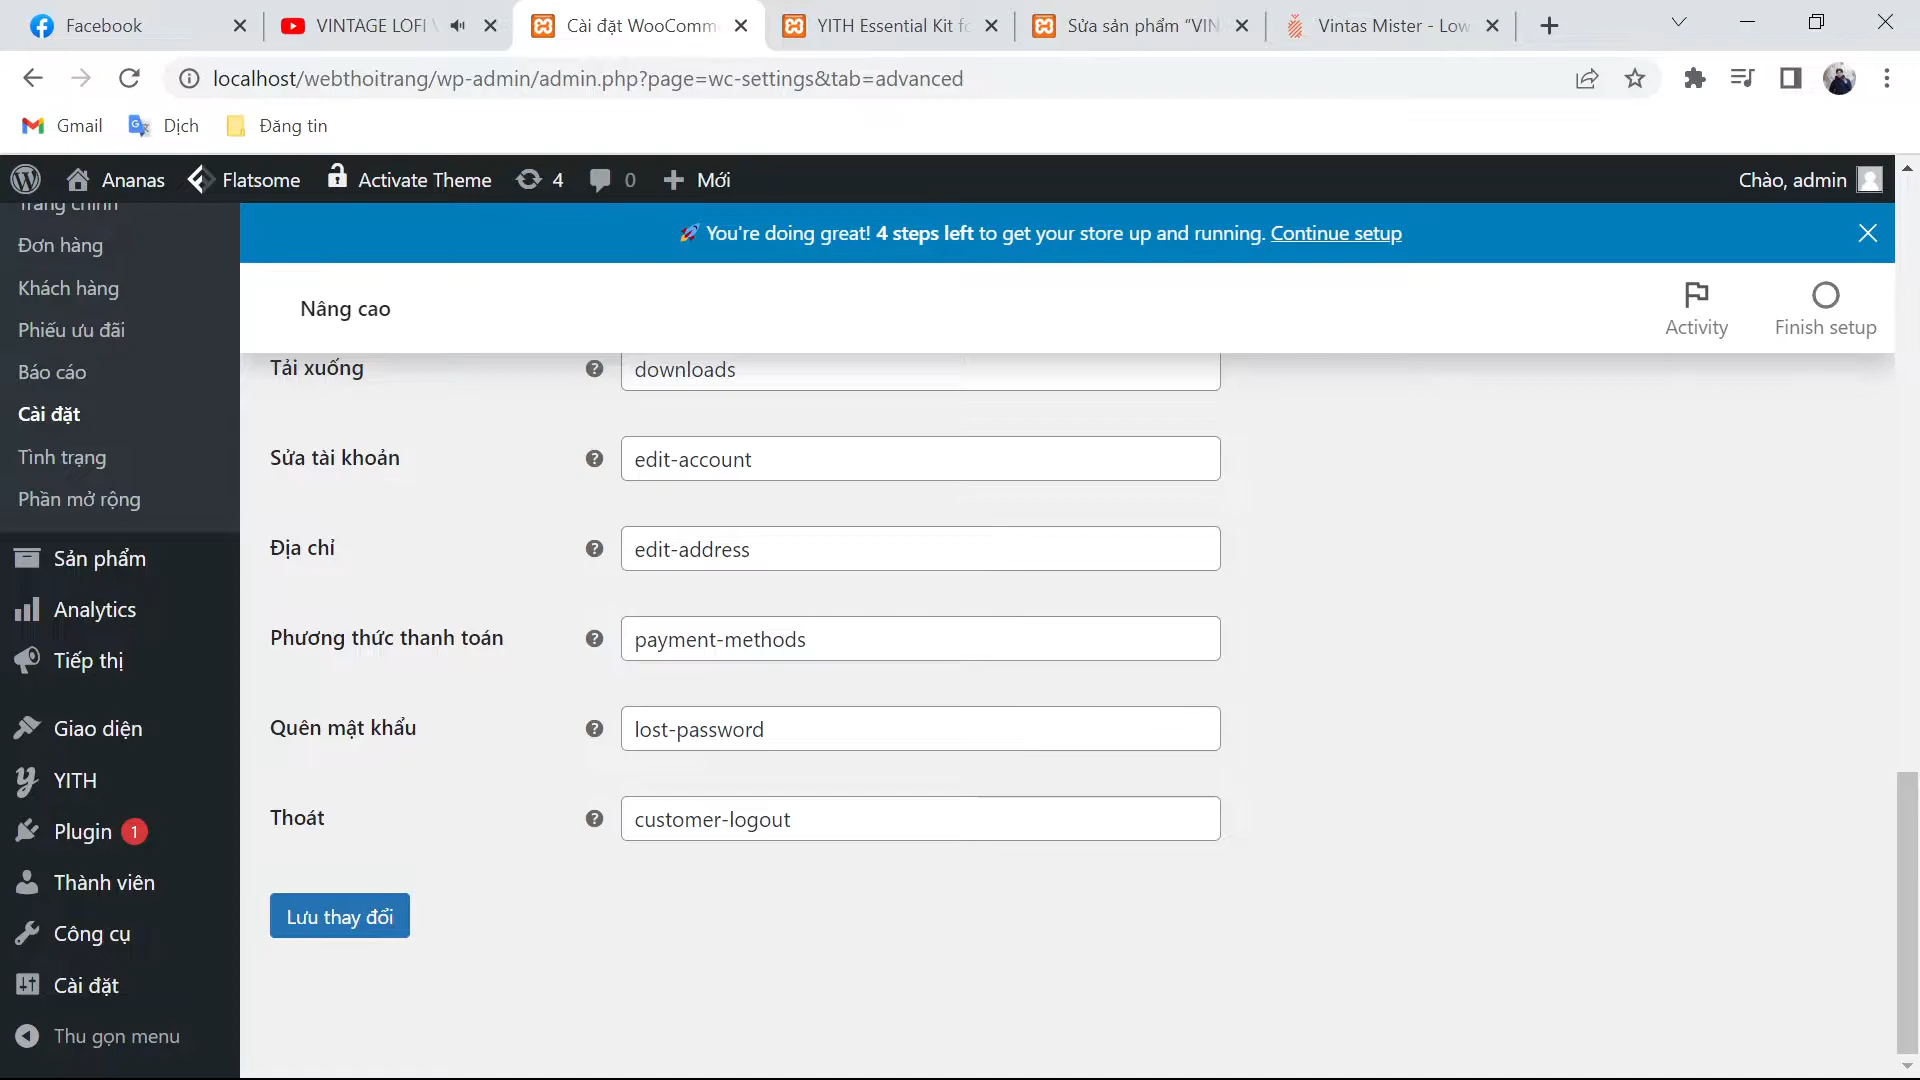 Facebook
VINTAGE LOFI
Cài đặt WooComm
YITH Essential Kit fo
Sửa sản phẩm “VIN
Vintas Mister - Low
localhost/webthoitrang/wp-admin/admin.php?page=wc-settings&tab=advanced
Gmail
Dịch
Đăng tin
Ananas
Flatsome
Activate Theme
4
0
Mới
Chào, admin
Trang chính
Đơn hàng
Khách hàng
Phiếu ưu đãi
Báo cáo
Cài đặt
Tình trạng
Phần mở rộng
Sản phẩm
Analytics
Tiếp thị
Giao diện
YITH
Plugin 1
Thành viên
Công cụ
Cài đặt
Thu gọn menu
🚀 You're doing great! 4 steps left to get your store up and running. Continue setup
Nâng cao
Activity
Finish setup
Tải xuống
downloads
Sửa tài khoản
edit-account
Địa chỉ
edit-address
Phương thức thanh toán
payment-methods
Quên mật khẩu
lost-password
Thoát
customer-logout
Lưu thay đổi